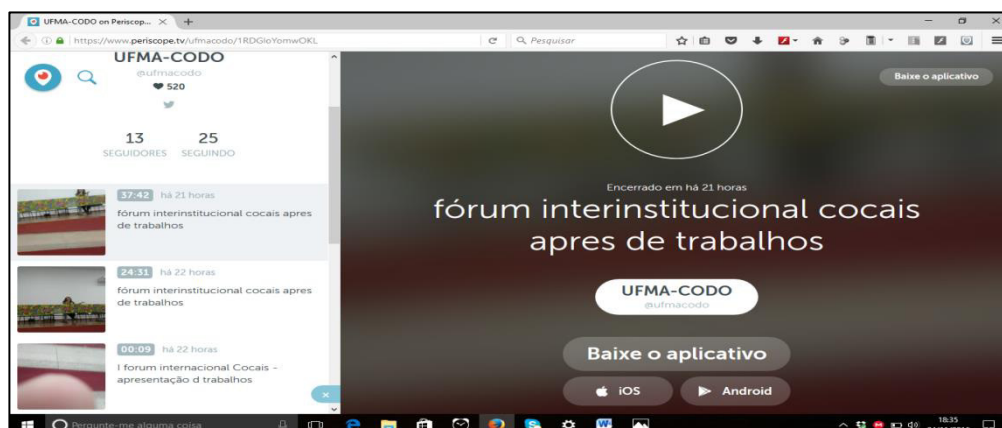 UFMA-CODO on Periscop...
https://www.periscope.tv/ufmacodo/1RDGloYomwOKL
Pesquisar
UFMA-CODO
@ufmacodo
520
13 25
SEGUIDORES SEGUINDO
37:42 há 21 horas
fórum interinstitucional cocais apres
de trabalhos
24:31 há 22 horas
fórum interinstitucional cocais apres
de trabalhos
00:09 há 22 horas
I forum internacional Cocais -
apresentação d trabalhos
Baixe o aplicativo
Encerrado em há 21 horas
fórum interinstitucional cocais
apres de trabalhos
UFMA-CODO
@ufmacodo
Baixe o aplicativo
iOS
Android
Pergunte-me alguma coisa
18:35